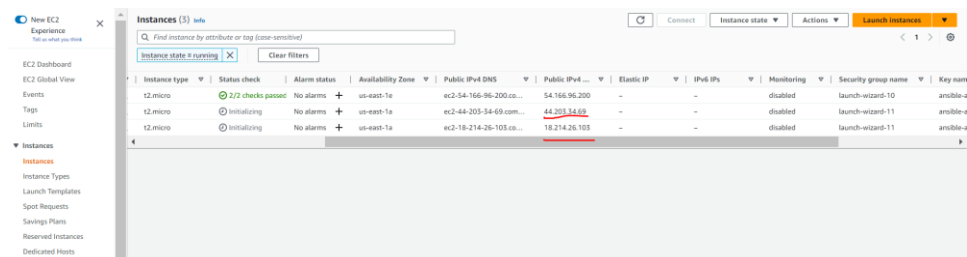 New EC2
Experience
Tell us what you think
EC2 Dashboard
EC2 Global View
Events
Tags
Limits
Instances
Instances
Instance Types
Launch Templates
Spot Requests
Savings Plans
Reserved Instances
Dedicated Hosts
Instances (3) Info
Connect Instance state Actions Launch instances
Find instance by attribute or tag (case-sensitive)
1
Instance state = running Clear filters
Instance type Status check Alarm status Availability Zone Public IPv4 DNS Public IPv4 ... Elastic IP IPv6 IPs Monitoring Security group name Key nam
t2.micro 2/2 checks passed No alarms + us-east-1e ec2-54-166-96-200.co... 54.166.96.200 – – disabled launch-wizard-10 ansible-a
t2.micro Initializing No alarms + us-east-1a ec2-44-203-34-69.com... 44.203.34.69 – – disabled launch-wizard-11 ansible-a
t2.micro Initializing No alarms + us-east-1a ec2-18-214-26-103.co... 18.214.26.103 – – disabled launch-wizard-11 ansible-a